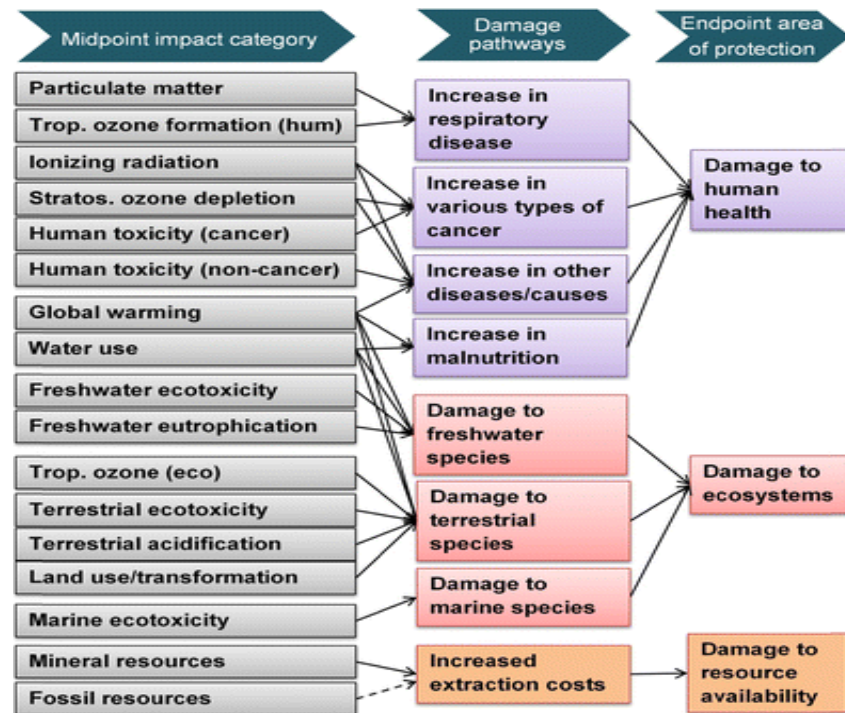 Midpoint impact category
Damage
pathways
Endpoint area
of protection
Particulate matter
Trop. ozone formation (hum)
Ionizing radiation
Stratos. ozone depletion
Human toxicity (cancer)
Human toxicity (non-cancer)
Global warming
Water use
Freshwater ecotoxicity
Freshwater eutrophication
Trop. ozone (eco)
Terrestrial ecotoxicity
Terrestrial acidification
Land use/transformation
Marine ecotoxicity
Mineral resources
Fossil resources
Increase in
respiratory
disease
Increase in
various types of
cancer
Increase in other
diseases/causes
Increase in
malnutrition
Damage to
freshwater
species
Damage to
terrestrial
species
Damage to
marine species
Increased
extraction costs
Damage to
human
health
Damage to
ecosystems
Damage to
resource
availability